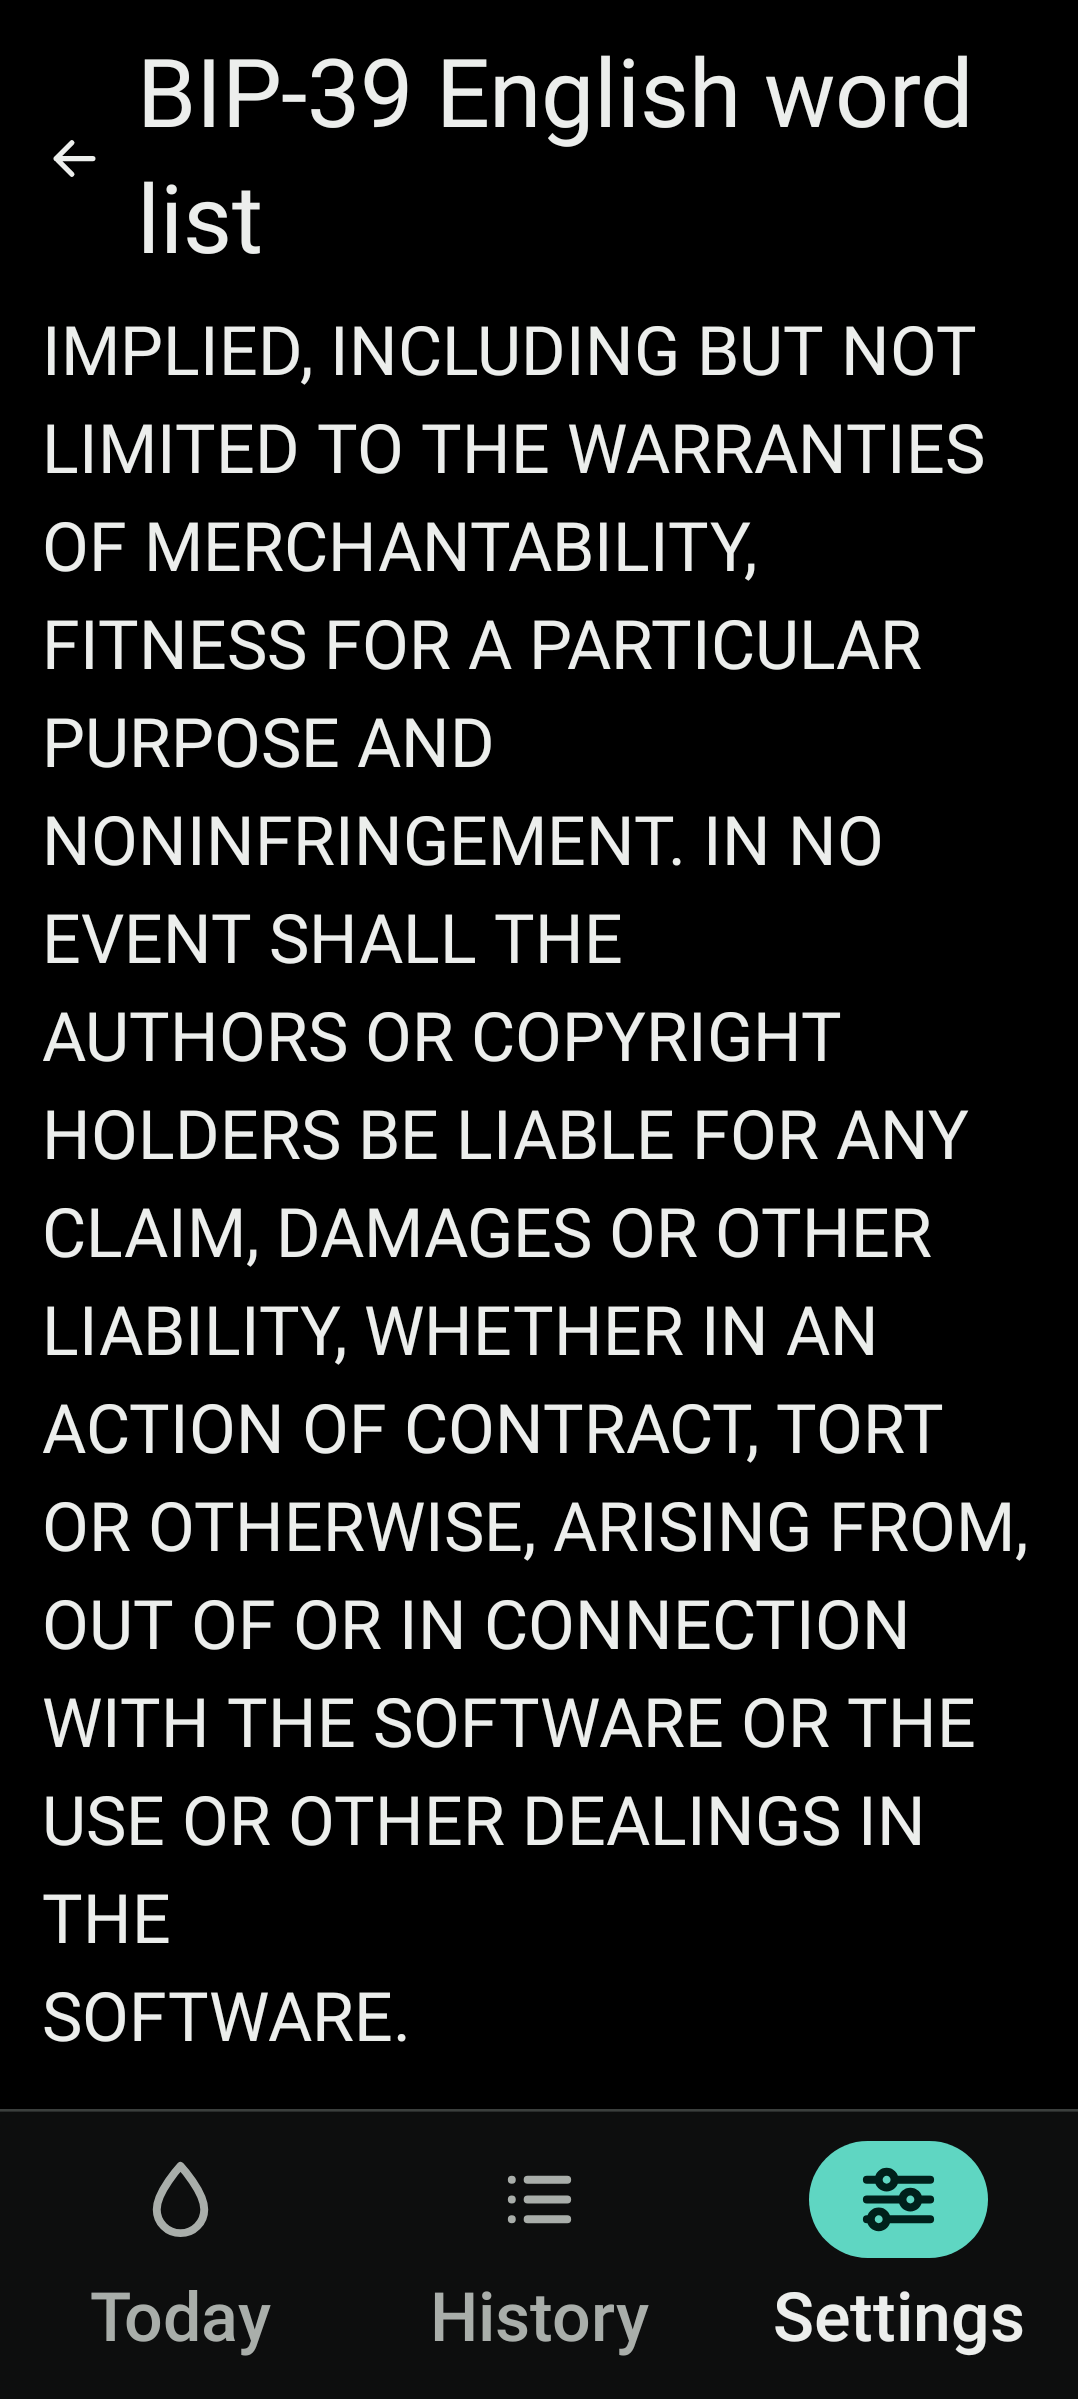 BIP-39 English word
list
IMPLIED, INCLUDING BUT NOT
LIMITED TO THE WARRANTIES
OF MERCHANTABILITY,
FITNESS FOR A PARTICULAR
PURPOSE AND
NONINFRINGEMENT. IN NO
EVENT SHALL THE
AUTHORS OR COPYRIGHT
HOLDERS BE LIABLE FOR ANY
CLAIM, DAMAGES OR OTHER
LIABILITY, WHETHER IN AN
ACTION OF CONTRACT, TORT
OR OTHERWISE, ARISING FROM,
OUT OF OR IN CONNECTION
WITH THE SOFTWARE OR THE
USE OR OTHER DEALINGS IN
THE
SOFTWARE.
Today
History
Settings